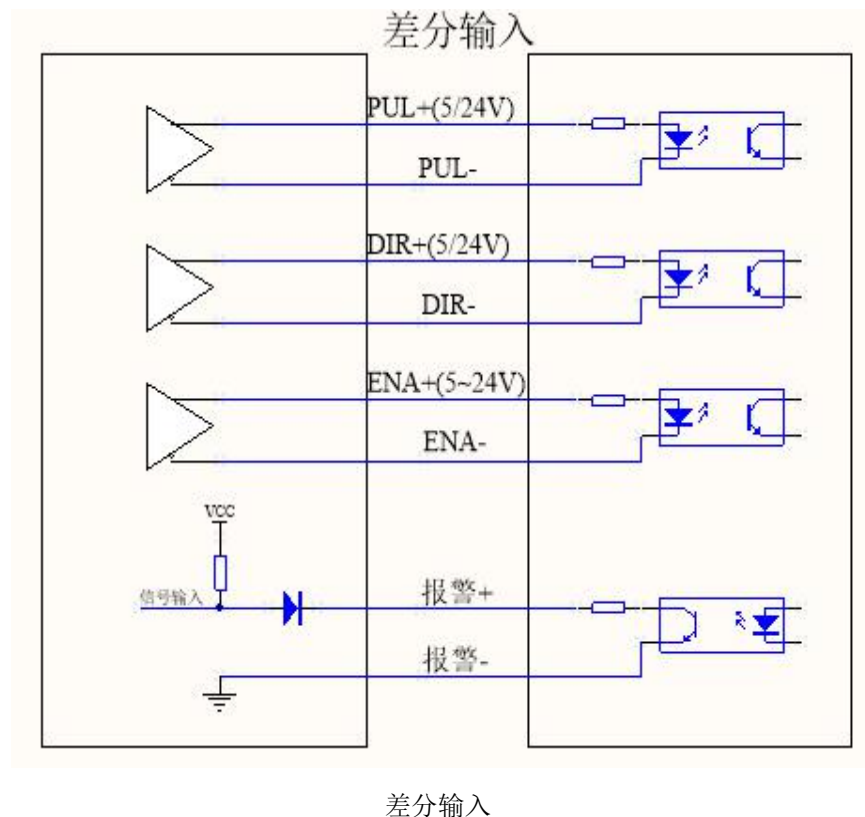 差分输入
PUL+(5/24V)
PUL-
DIR+(5/24V)
DIR-
ENA+(5~24V)
ENA-
VCC
信号输入
报警+
报警-
差分输入